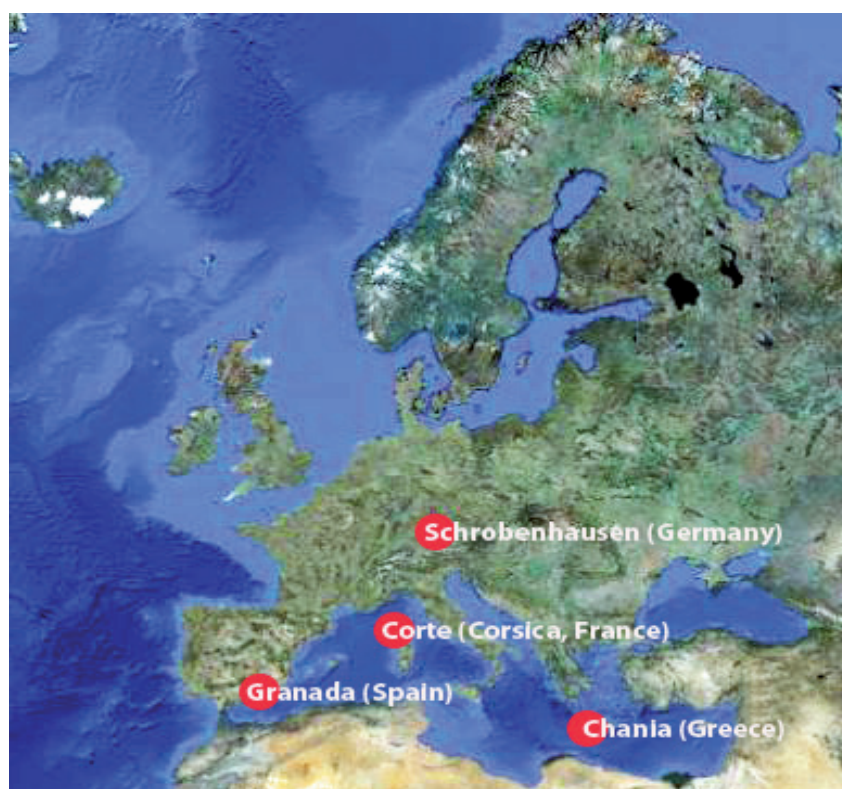 Schrobenhausen (Germany)
Corte (Corsica, France)
Granada (Spain)
Chania (Greece)